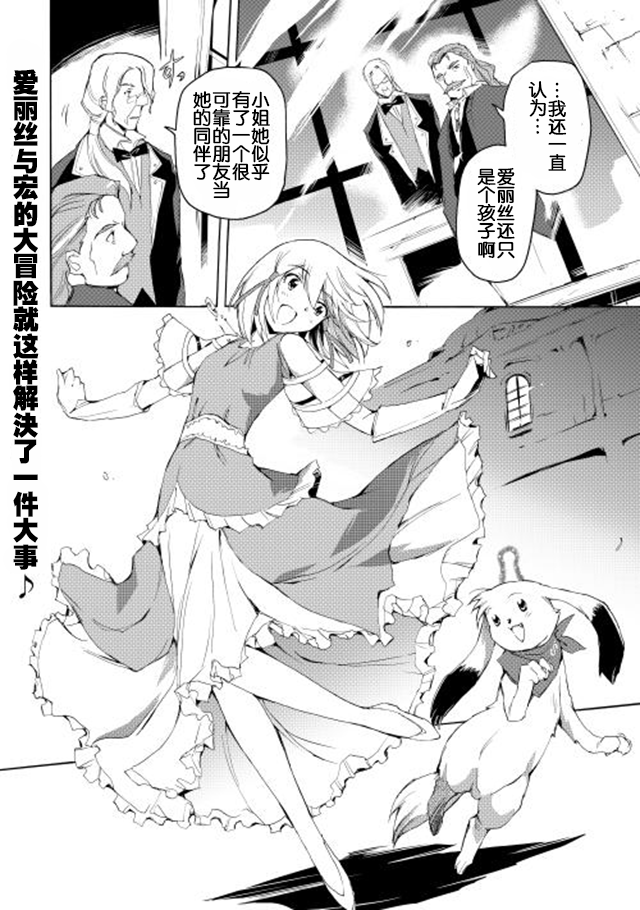 …我还一直
认为…
爱丽丝还只
是个孩子啊
小姐她似乎
有了一个很
可靠的朋友当
她的同伴了
爱丽丝与宏的大冒险就这样解决了一件大事♪